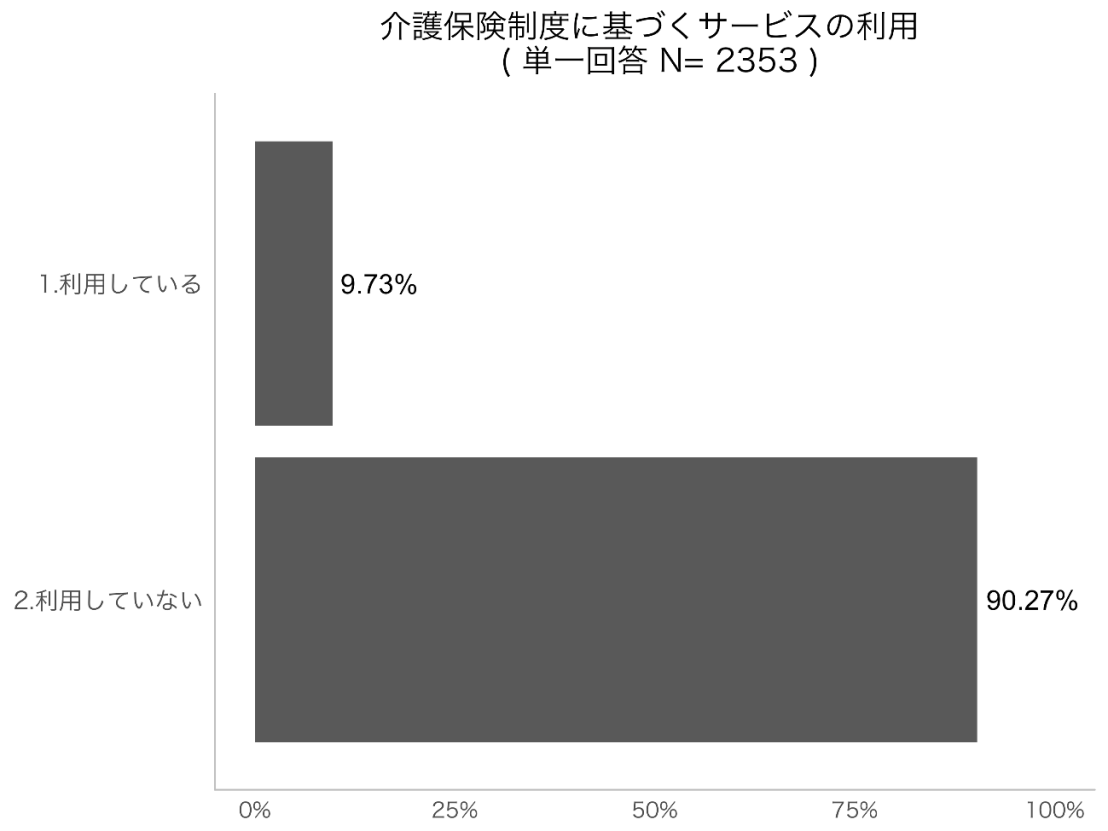 介護保険制度に基づくサービスの利用
( 単一回答 N= 2353 )
1.利用している
9.73%
2.利用していない
90.27%
0% 25% 50% 75% 100%